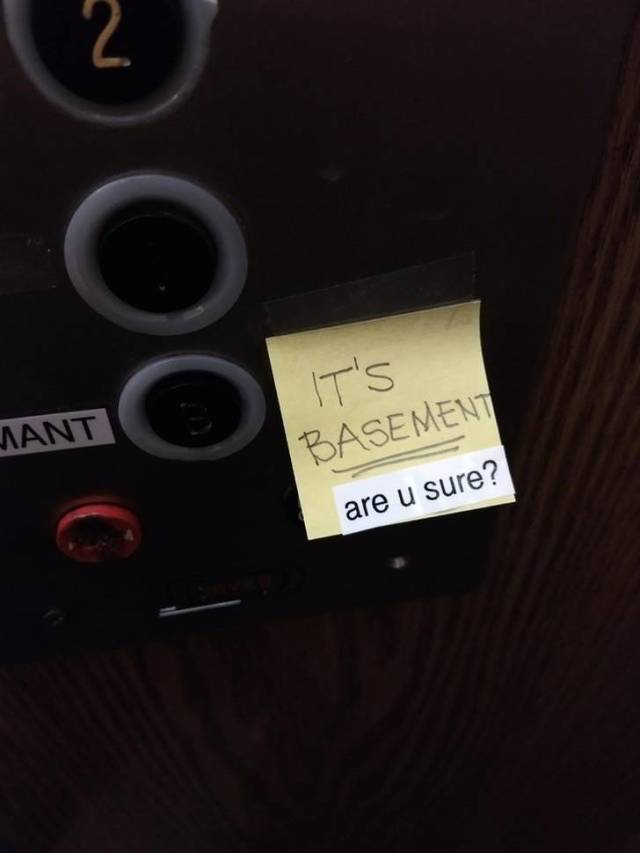 2
IT'S
BASEMENT
B
MANT
are u sure?